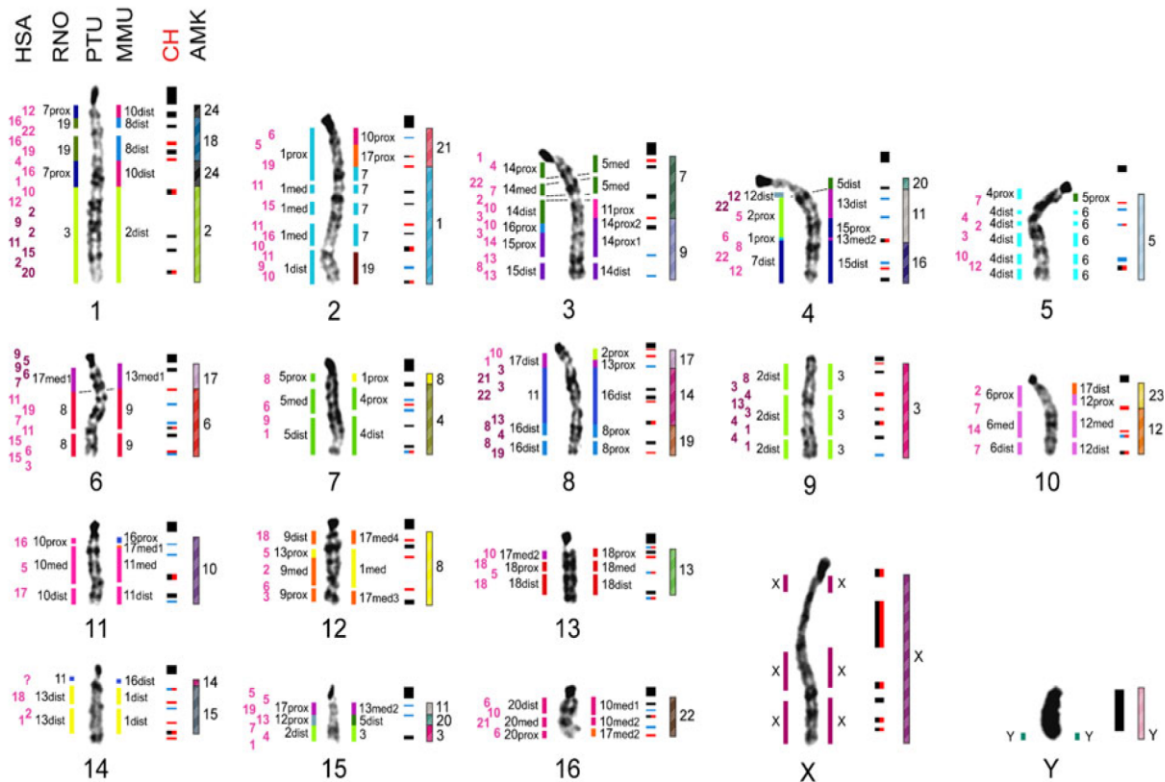 HSA RNO PTU MMU CH AMK
12 7prox 10dist 24
16 19 8dist
22
16 19 8dist 18
4
1 16 7prox 10dist 24
10
12
2 3 2dist 2
9
2
11
15
2
20
1
6 1prox 10prox 21
5 17prox
19 7
11 1med 7
15 1med 7 1
11
16 1med 7
10
11
9 1dist 19
10
2
1
4 14prox 5med 7
22 7 14med 5med
2
2
10 14dist 11prox
3 16prox 14prox2
14 15prox 14prox1 9
10
8 15dist 14dist
13
3
5dist 20
12 12dist 13dist
22
5 2prox 11
6 1prox 15prox
8 13med2
22 7dist 15dist 16
12
4
4prox 5prox
7 4dist 6
4
2 4dist 6 5
3 4dist 6
10 4dist 6
12 4dist 6
5
9 5
9 6
7 17med1 13med1 17
11
19 8 9 6
7
11
15 8 9
6
15
3
6
8 5prox 1prox 8
5med 4prox
6 4
9
1 5dist 4dist
7
10 2prox
1 3 17dist 13prox 17
21
3 11 16dist 14
22
13
8 16dist 8prox
4
8 16dist 8prox 19
19
8
8 2dist 3
3 4
13 4 2dist 3 3
3
4 1
1 2dist 3
9
17dist 23
2 6prox 12prox
7
14 6med 12med 12
7 6dist 12dist
10
16 10prox 16prox
17med1
5 10med 11med 10
17 10dist 11dist
11
18 9dist 17med4
5 13prox
2 9med 1med 8
6
3 9prox 17med3
12
10 17med2 18prox
18 18prox 18med 13
5
18 18dist 18dist
13
? 11 16dist 14
18 13dist 1dist
15
1 2 13dist 1dist
14
5 5
19 17prox 13med2 11
13 12prox 5dist 20
7 4 2dist 3 3
1
15
6 20dist 10med1
10
21 20med 10med2 22
6 20prox 17med2
16
X X
X X X
X X
X
Y Y Y
Y